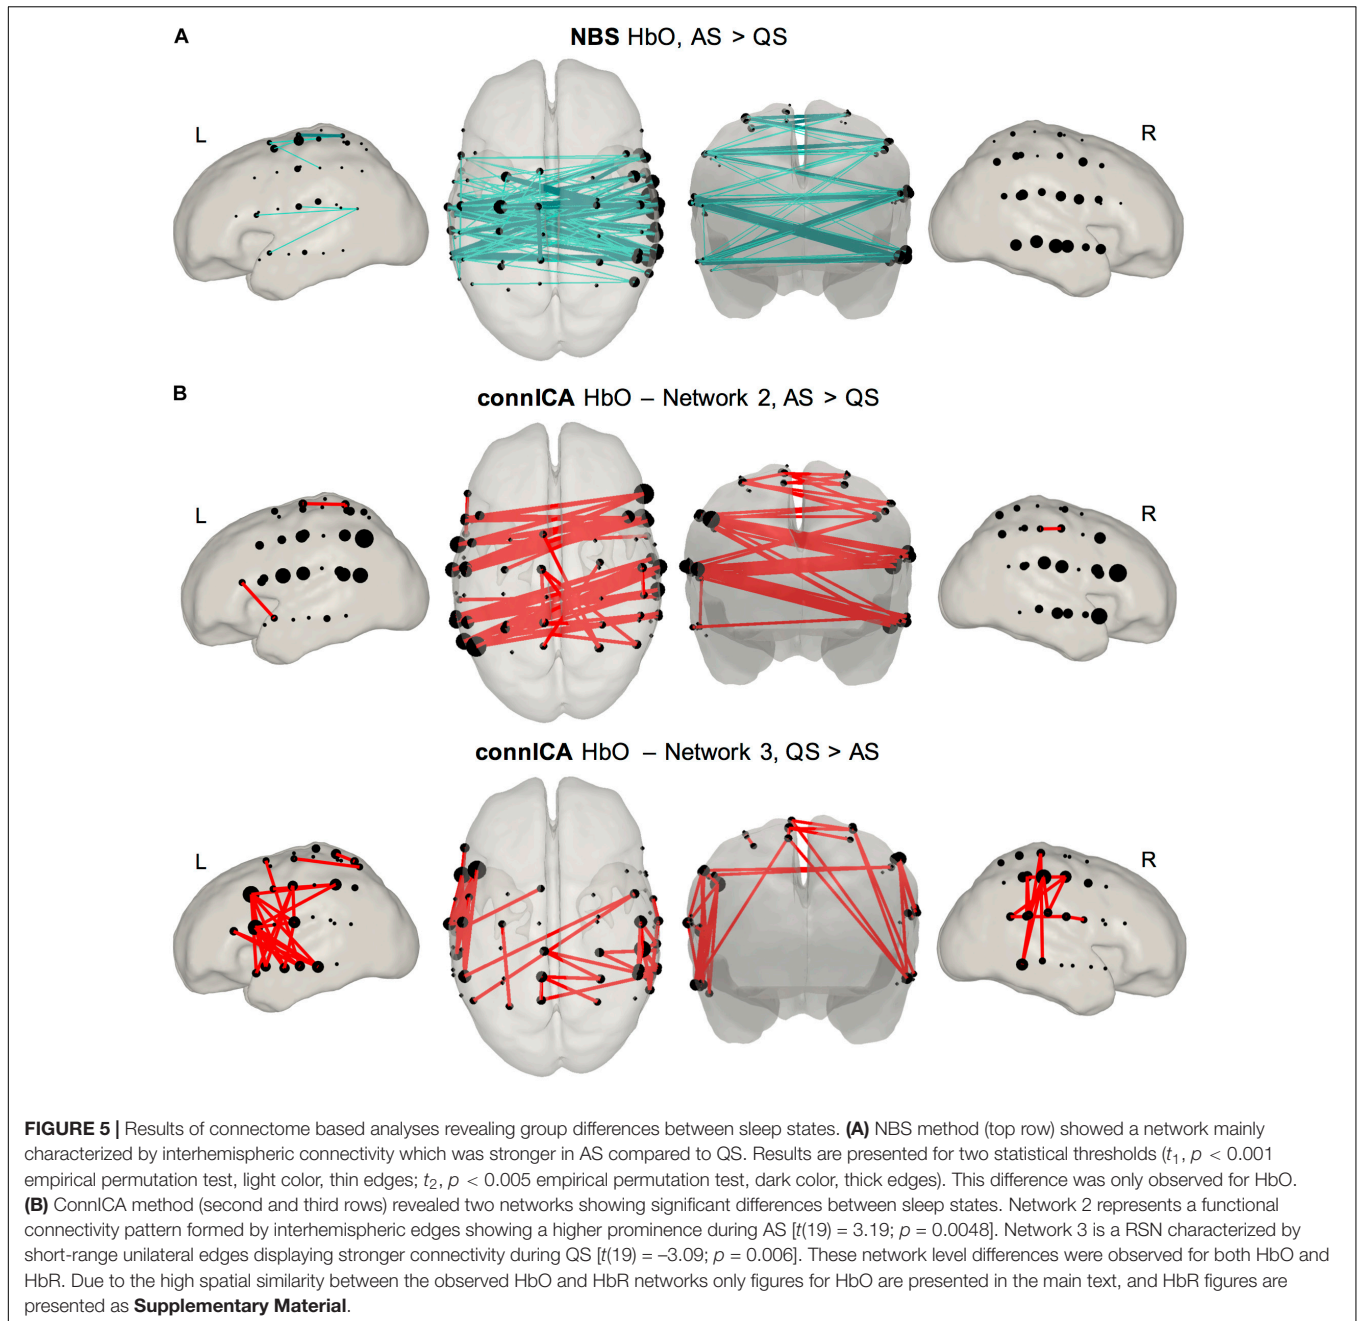 A
NBS HbO, AS > QS
L
R
B
connICA HbO – Network 2, AS > QS
L
R
connICA HbO – Network 3, QS > AS
L
R
FIGURE 5 | Results of connectome based analyses revealing group differences between sleep states. (A) NBS method (top row) showed a network mainly
characterized by interhemispheric connectivity which was stronger in AS compared to QS. Results are presented for two statistical thresholds (t1, p < 0.001
empirical permutation test, light color, thin edges; t2, p < 0.005 empirical permutation test, dark color, thick edges). This difference was only observed for HbO.
(B) ConnICA method (second and third rows) revealed two networks showing significant differences between sleep states. Network 2 represents a functional
connectivity pattern formed by interhemispheric edges showing a higher prominence during AS [t(19) = 3.19; p = 0.0048]. Network 3 is a RSN characterized by
short-range unilateral edges displaying stronger connectivity during QS [t(19) = –3.09; p = 0.006]. These network level differences were observed for both HbO and
HbR. Due to the high spatial similarity between the observed HbO and HbR networks only figures for HbO are presented in the main text, and HbR figures are
presented as Supplementary Material.